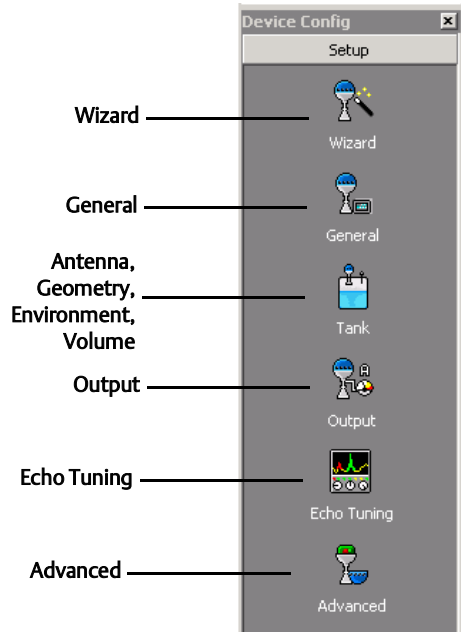 Device Config
Setup
Wizard
Wizard
General
General
Antenna,
Geometry,
Environment,
Volume
Tank
Output
A
Output
Echo Tuning
Echo Tuning
Advanced
Advanced